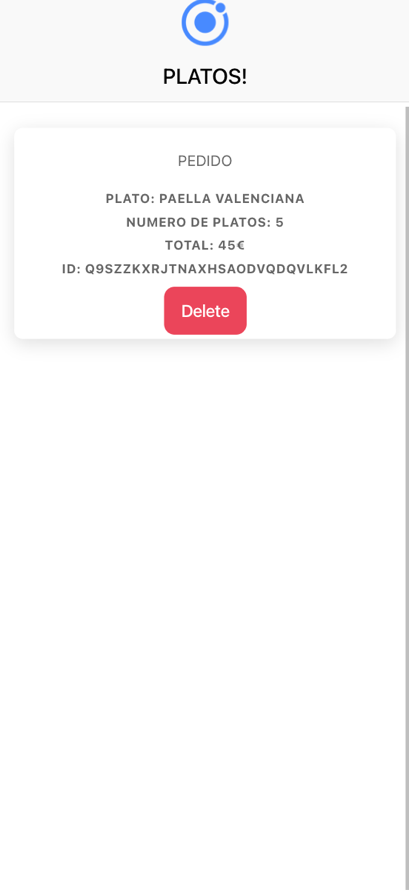 PLATOS!
PEDIDO
PLATO: PAELLA VALENCIANA
NUMERO DE PLATOS: 5
TOTAL: 45€
ID: Q9SZZKXRJTNAXHSAODVQDQVLKFL2
Delete